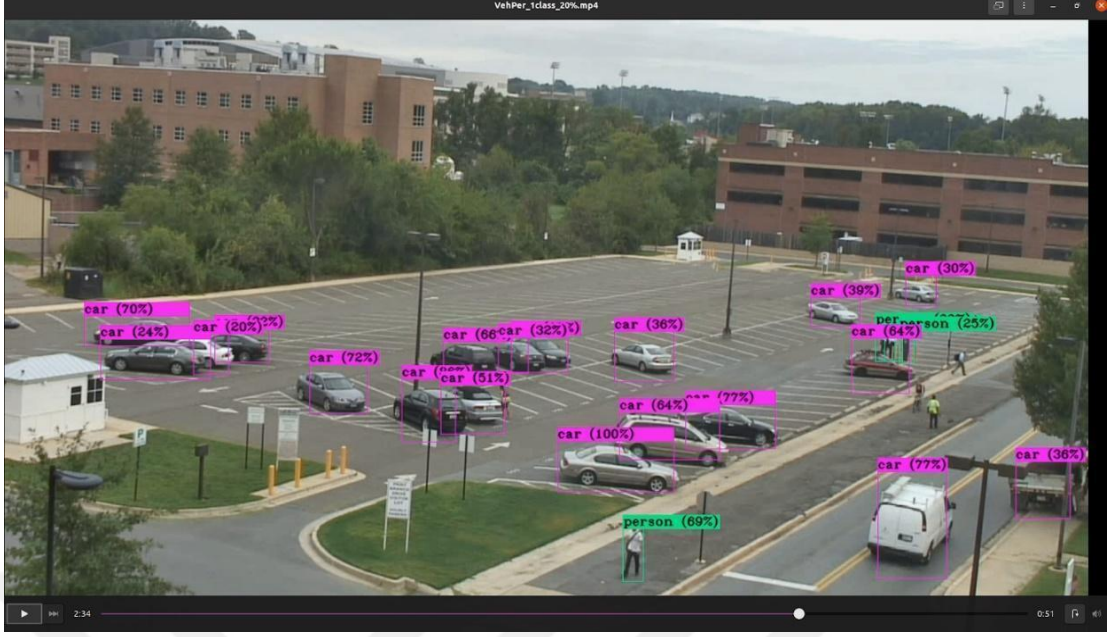 VehPer_1class_20%.mp4
car (30%)
car (39%)
car (70%)
person (25%)
car (24%)
car (20%)
car (32%)
car (36%)
car (64%)
car (72%)
car (51%)
car (64%)
(77%)
car (100%)
car (77%)
car (36%)
person (69%)
2:34
0:51